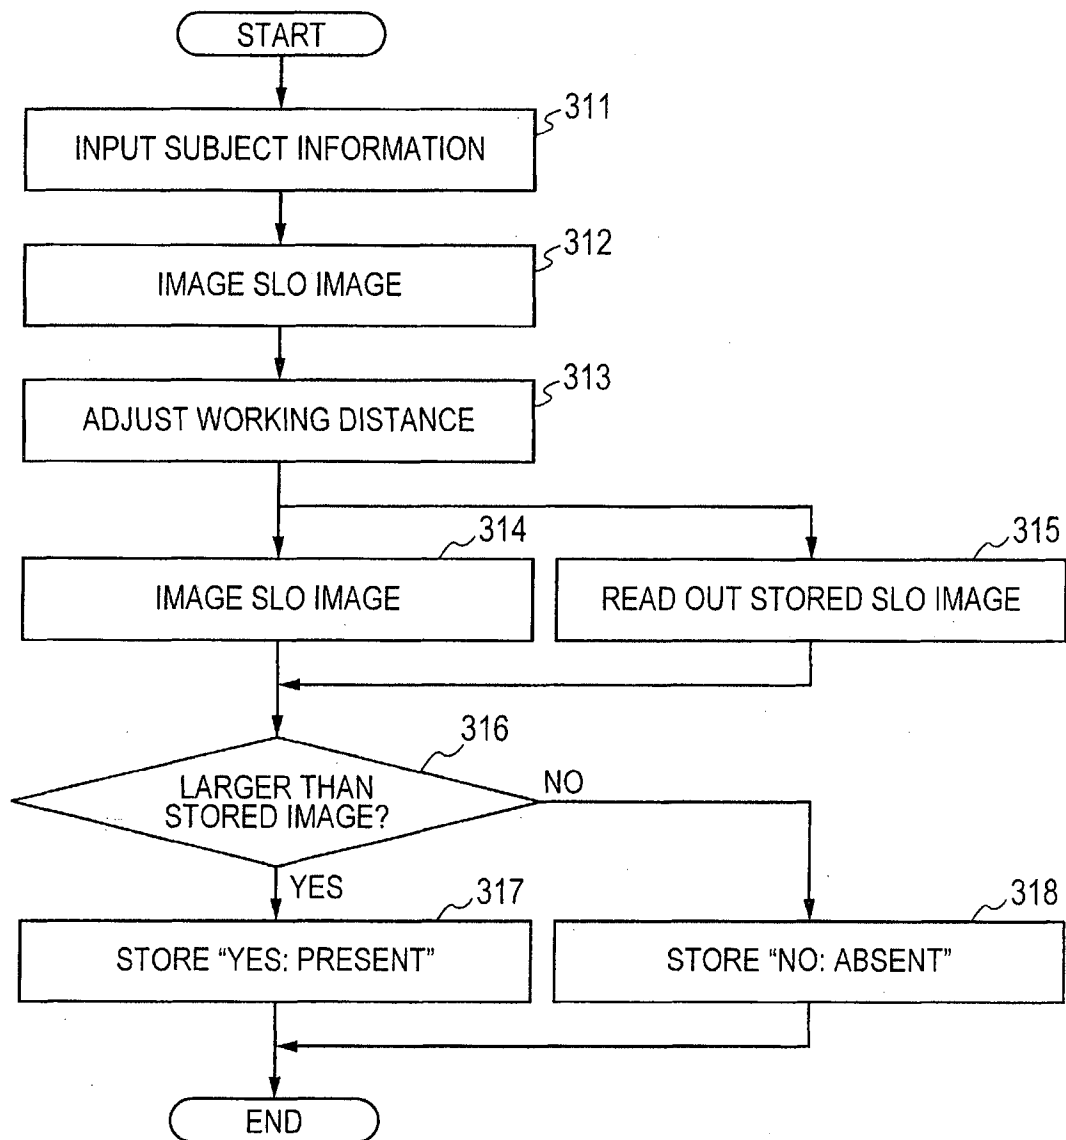 START
311
INPUT SUBJECT INFORMATION
312
IMAGE SLO IMAGE
313
ADJUST WORKING DISTANCE
314
315
IMAGE SLO IMAGE
READ OUT STORED SLO IMAGE
316
LARGER THAN
STORED IMAGE?
NO
YES
317
318
STORE “YES: PRESENT”
STORE “NO: ABSENT”
END